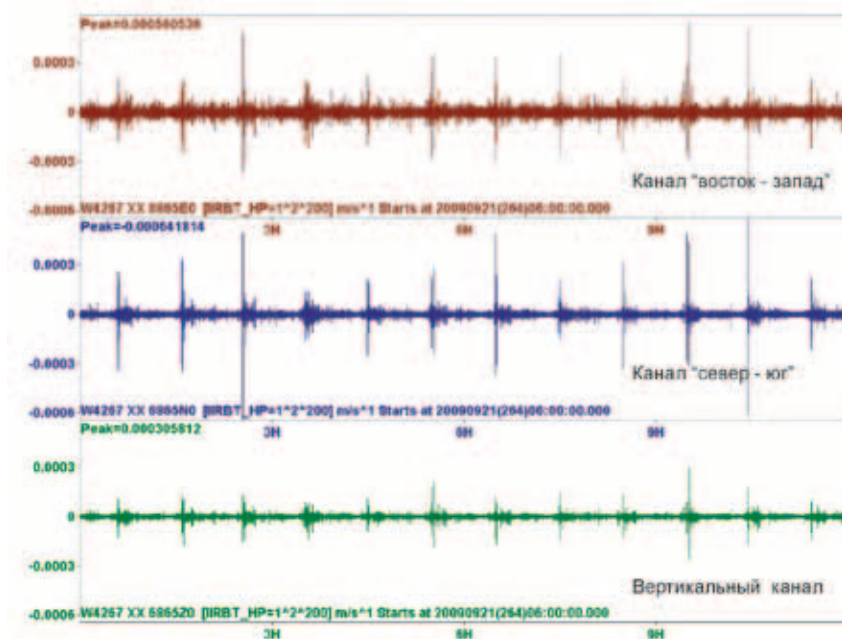 Peak=0.000580538
0.0003
0
-0.0003
Канал "восток - запад"
-0.0006
W4267 XX 6865E0 [IIRBT_HP=1^2^200] m/s^1 Starts at 20090921(264)06:00:00.000
3H 6H 9H
Peak=-0.000641814
0.0003
0
-0.0003
Канал "север - юг"
-0.0006
W4267 XX 6865N0 [IIRBT_HP=1^2^200] m/s^1 Starts at 20090921(264)06:00:00.000
3H 6H 9H
Peak=0.000305812
0.0003
0
-0.0003
Вертикальный канал
-0.0006
W4267 XX 6865Z0 [IIRBT_HP=1^2^200] m/s^1 Starts at 20090921(264)06:00:00.000
3H 6H 9H